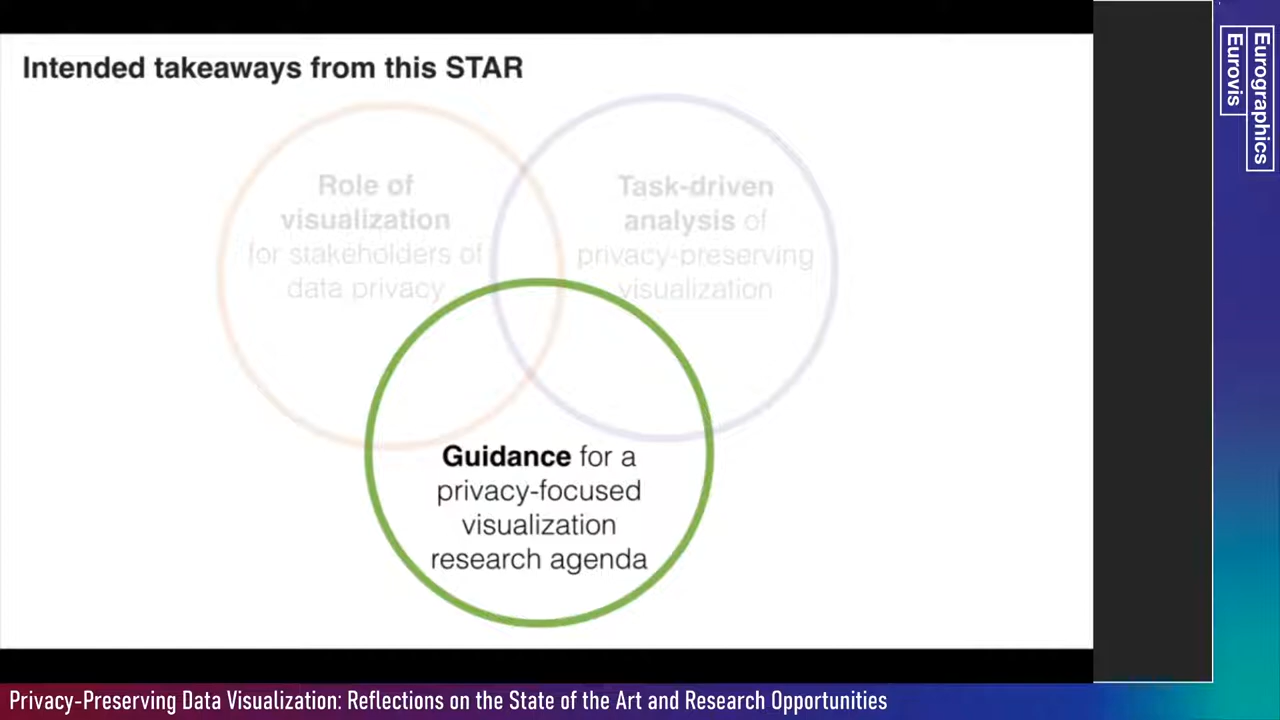 Intended takeaways from this STAR
Role of
visualization
for stakeholders of
data privacy
Task-driven
analysis of
privacy-preserving
visualization
Guidance for a
privacy-focused
visualization
research agenda
Eurographics
Eurovis
Privacy-Preserving Data Visualization: Reflections on the State of the Art and Research Opportunities